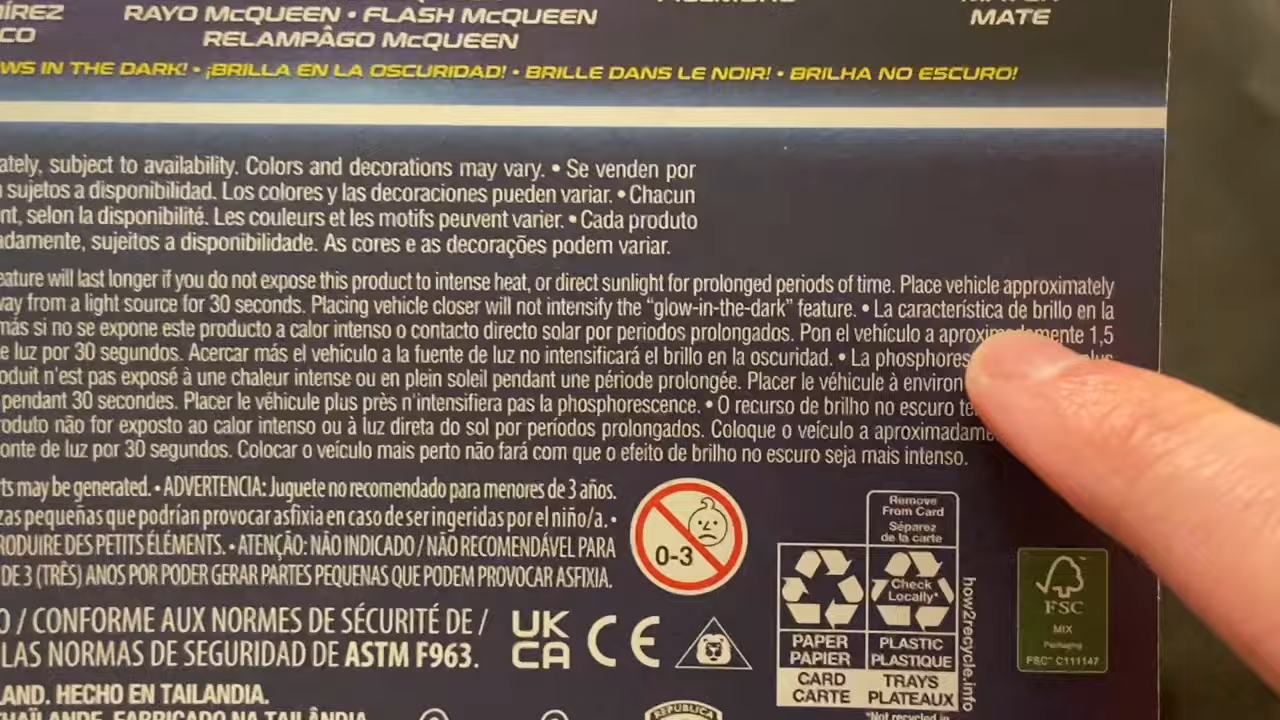 ÍREZ
RAYO McQUEEN • FLASH McQUEEN
MATE
CO
RELAMPÂGO McQUEEN
WS IN THE DARK! • ¡BRILLA EN LA OSCURIDAD! • BRILLE DANS LE NOIR! • BRILHA NO ESCURO!
ately, subject to availability. Colors and decorations may vary. • Se venden por
sujetos a disponibilidad. Los colores y las decoraciones pueden variar. • Chacun
nt, selon la disponibilité. Les couleurs et les motifs peuvent varier. • Cada produto
adamente, sujeitos a disponibilidade. As cores e as decorações podem variar.
eature will last longer if you do not expose this product to intense heat, or direct sunlight for prolonged periods of time. Place vehicle approximately
way from a light source for 30 seconds. Placing vehicle closer will not intensify the "glow-in-the-dark" feature. • La característica de brillo en la
más si no se expone este producto a calor intenso o contacto directo solar por periodos prolongados. Pon el vehículo a aproximadamente 1,5
e luz por 30 segundos. Acercar más el vehículo a la fuente de luz no intensificará el brillo en la oscuridad. • La phosphores plus
oduit n'est pas exposé à une chaleur intense ou en plein soleil pendant une période prolongée. Placer le véhicule à environ
pendant 30 secondes. Placer le véhicule plus près n'intensifiera pas la phosphorescence. • O recurso de brilho no escuro te
roduto não for exposto ao calor intenso ou à luz direta do sol por períodos prolongados. Coloque o veículo a aproximadame
onte de luz por 30 segundos. Colocar o veículo mais perto não fará com que o efeito de brilho no escuro seja mais intenso.
ts may be generated. • ADVERTENCIA: Juguete no recomendado para menores de 3 años.
zas pequeñas que podrían provocar asfixia en caso de ser ingeridas por el niño/a. •
RODUIRE DES PETITS ÉLÉMENTS. • ATENÇÃO: NÃO INDICADO / NÃO RECOMENDÁVEL PARA
DE 3 (TRÊS) ANOS POR PODER GERAR PARTES PEQUENAS QUE PODEM PROVOCAR ASFIXIA.
0-3
O / CONFORME AUX NORMES DE SÉCURITÉ DE /
LAS NORMAS DE SEGURIDAD DE ASTM F963.
UK
CA
CE
LAND. HECHO EN TAILANDIA.
THAÏLANDE. FABRICADO NA TAILÂNDIA.
REPÚBLICA
Remove
From Card
Séparez
de la carte
Check
Locally*
PAPER
PAPIER
PLASTIC
PLASTIQUE
CARD
CARTE
TRAYS
PLATEAUX
*Not recycled in
how2recycle.info
FSC
MIX
Packaging
FSC™ C111147